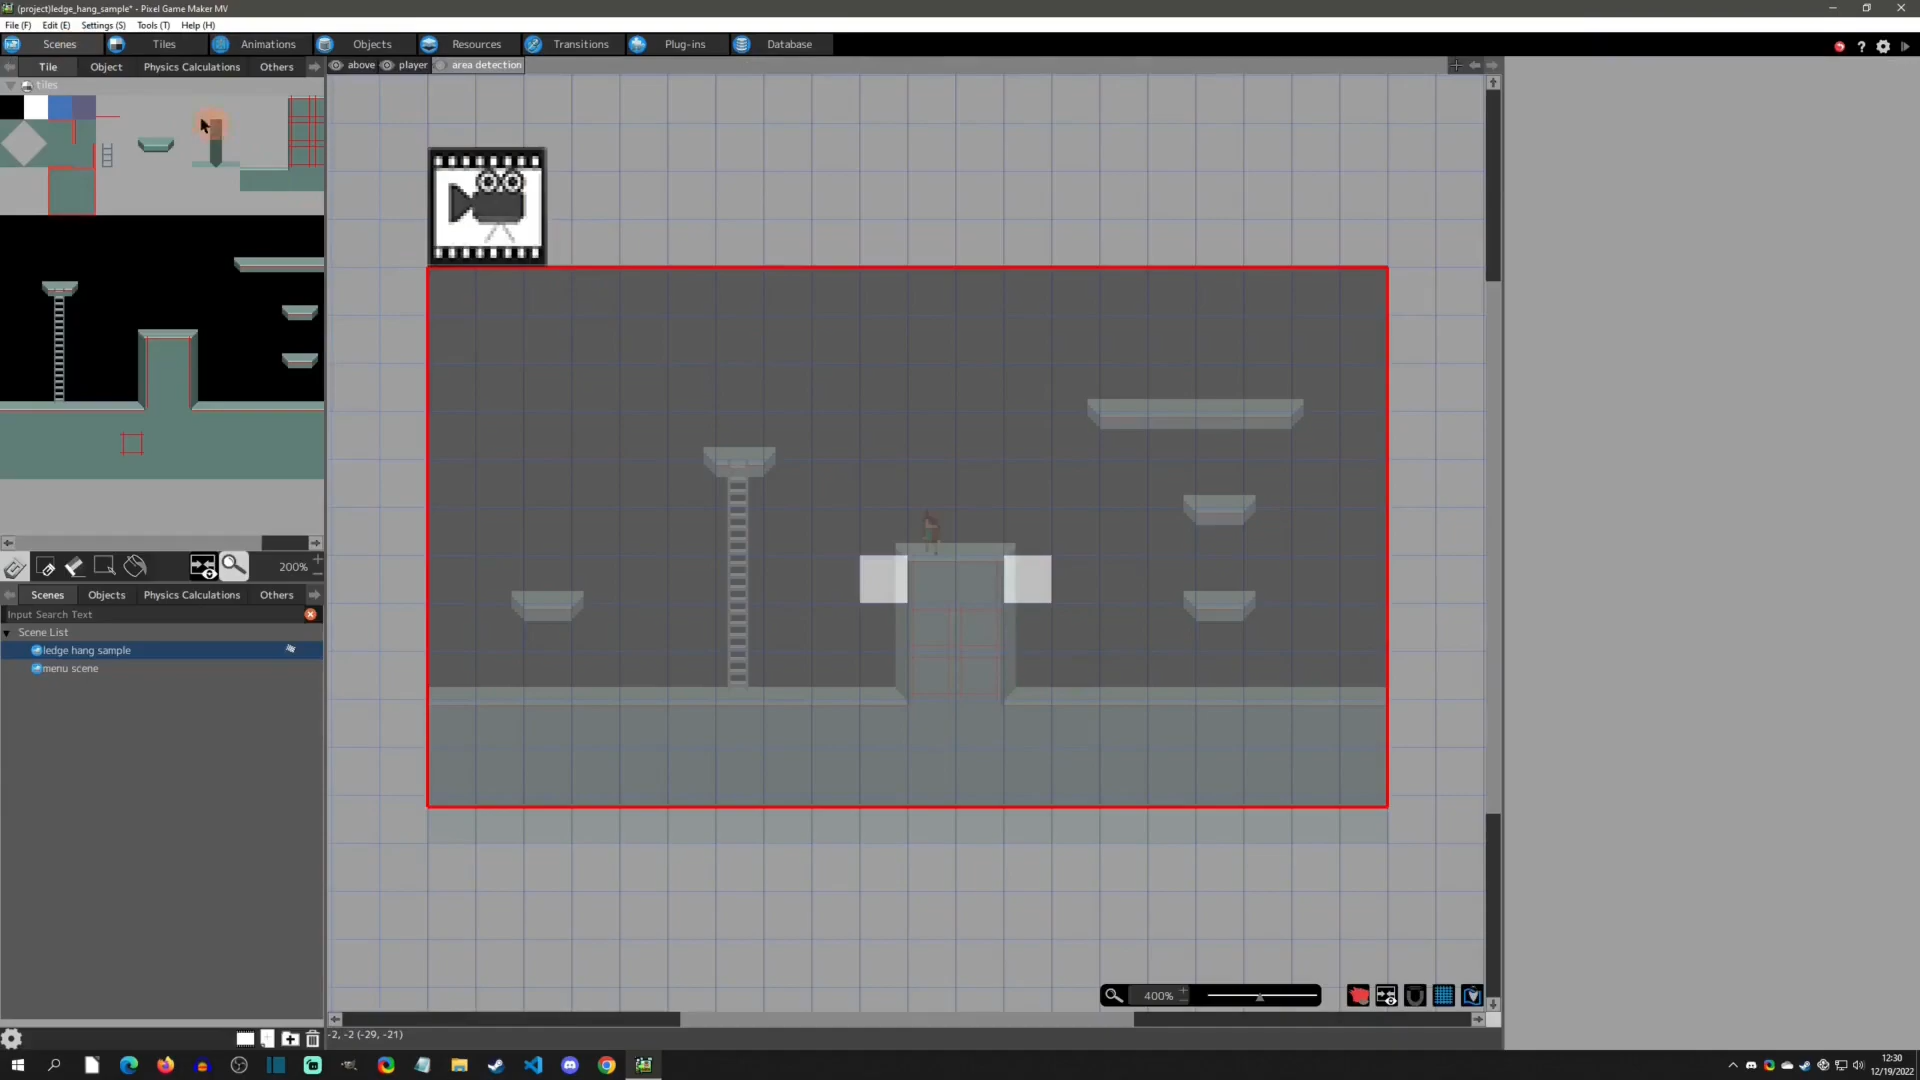 (project)ledge_hang_sample* - Pixel Game Maker MV
File (F) Edit (E) Settings (S) Tools (T) Help (H)
Scenes Tiles Animations Objects Resources Transitions Plug-ins Database
Tile Object Physics Calculations Others
above player area detection
tiles
200%
Scenes Objects Physics Calculations Others
Input Search Text
Scene List
ledge hang sample
menu scene
400%
-2, -2 (-29, -21)
12:30
12/19/2022